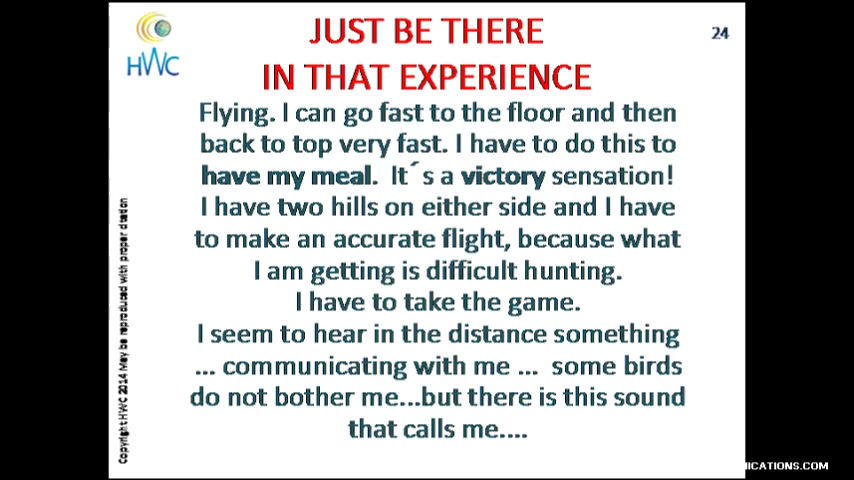 HWC
JUST BE THERE
24
IN THAT EXPERIENCE
Flying. I can go fast to the floor and then
back to top very fast. I have to do this to
have my meal. It´s a victory sensation!
I have two hills on either side and I have
to make an accurate flight, because what
I am getting is difficult hunting.
I have to take the game.
I seem to hear in the distance something
... communicating with me ... some birds
do not bother me...but there is this sound
that calls me....
Copyright HWC 2014 May be reproduced with proper citation
NICATIONS.COM